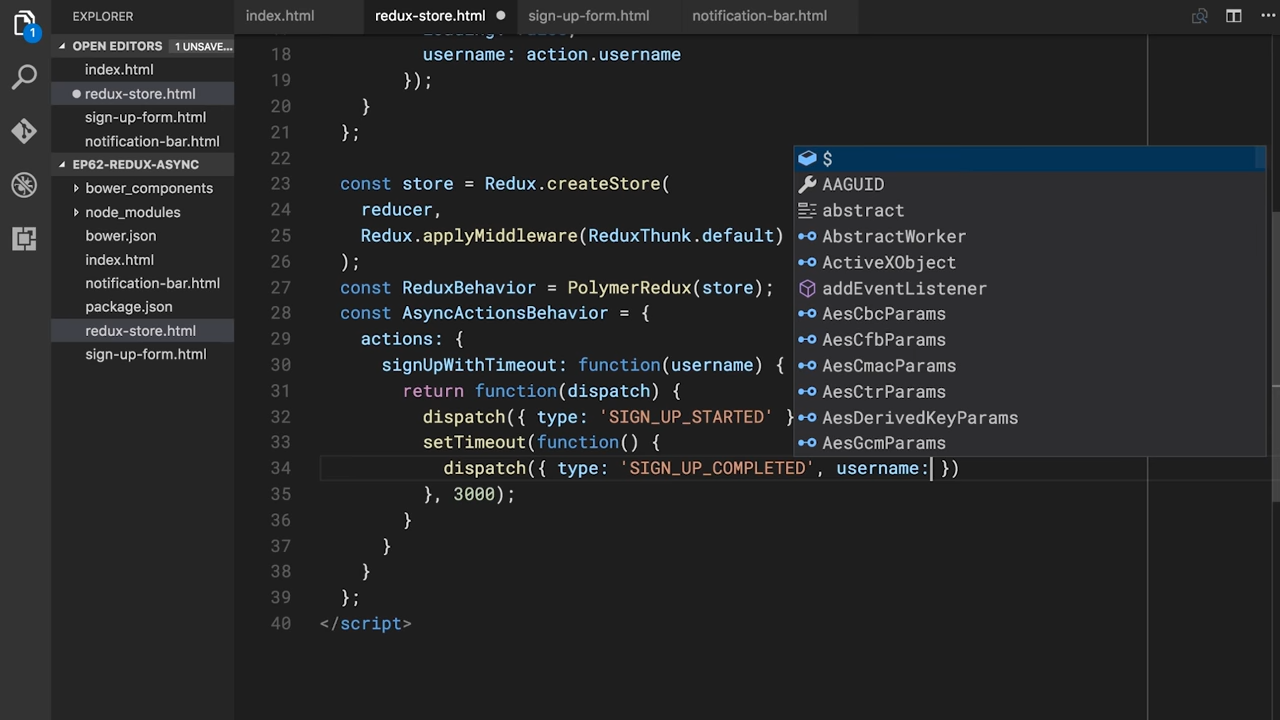 EXPLORER
index.html
redux-store.html
sign-up-form.html
notification-bar.html
1
OPEN EDITORS 1 UNSAVE...
index.html
redux-store.html
sign-up-form.html
notification-bar.html
EP62-REDUX-ASYNC
bower_components
node_modules
bower.json
index.html
notification-bar.html
package.json
redux-store.html
sign-up-form.html
18 username: action.username
19 });
20 }
21 };
22
23 const store = Redux.createStore(
24 reducer,
25 Redux.applyMiddleware(ReduxThunk.default)
26 );
27 const ReduxBehavior = PolymerRedux(store);
28 const AsyncActionsBehavior = {
29 actions: {
30 signUpWithTimeout: function(username) {
31 return function(dispatch) {
32 dispatch({ type: 'SIGN_UP_STARTED' }
33 setTimeout(function() {
34 dispatch({ type: 'SIGN_UP_COMPLETED', username: })
35 }, 3000);
36 }
37 }
38 }
39 };
40 </script>
$
AAGUID
abstract
AbstractWorker
ActiveXObject
addEventListener
AesCbcParams
AesCfbParams
AesCmacParams
AesCtrParams
AesDerivedKeyParams
AesGcmParams